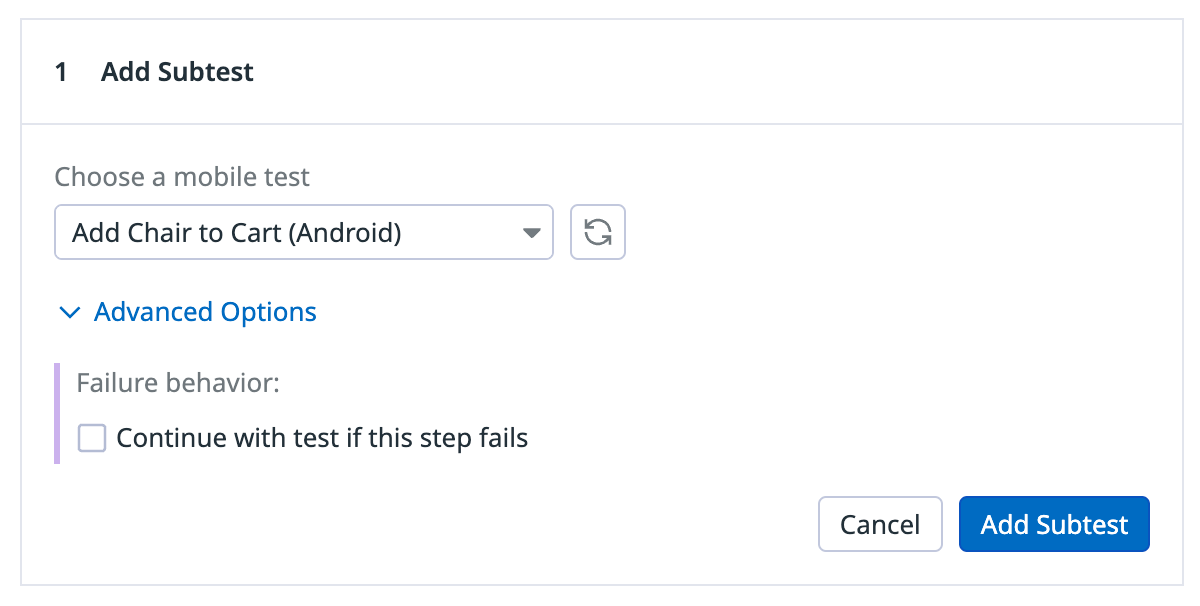 1 Add Subtest
Choose a mobile test
Add Chair to Cart (Android)
Advanced Options
Failure behavior:
Continue with test if this step fails
Cancel Add Subtest